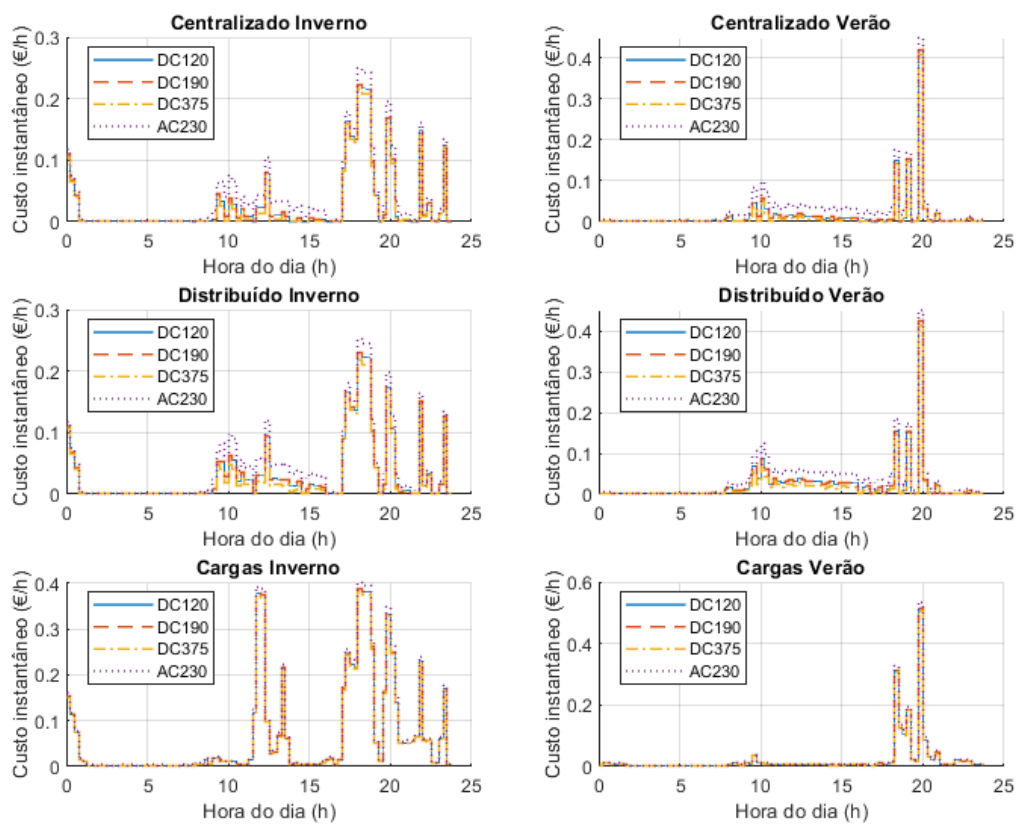 Centralizado Inverno
Custo instantâneo (€/h)
0.3
0.2
0.1
0
DC120
DC190
DC375
AC230
0 5 10 15 20 25
Hora do dia (h)
Centralizado Verão
Custo instantâneo (€/h)
0.4
0.3
0.2
0.1
0
DC120
DC190
DC375
AC230
0 5 10 15 20 25
Hora do dia (h)
Distribuído Inverno
Custo instantâneo (€/h)
0.3
0.2
0.1
0
DC120
DC190
DC375
AC230
0 5 10 15 20 25
Hora do dia (h)
Distribuído Verão
Custo instantâneo (€/h)
0.4
0.3
0.2
0.1
0
DC120
DC190
DC375
AC230
0 5 10 15 20 25
Hora do dia (h)
Cargas Inverno
Custo instantâneo (€/h)
0.4
0.3
0.2
0.1
0
DC120
DC190
DC375
AC230
0 5 10 15 20 25
Hora do dia (h)
Cargas Verão
Custo instantâneo (€/h)
0.6
0.4
0.2
0
DC120
DC190
DC375
AC230
0 5 10 15 20 25
Hora do dia (h)